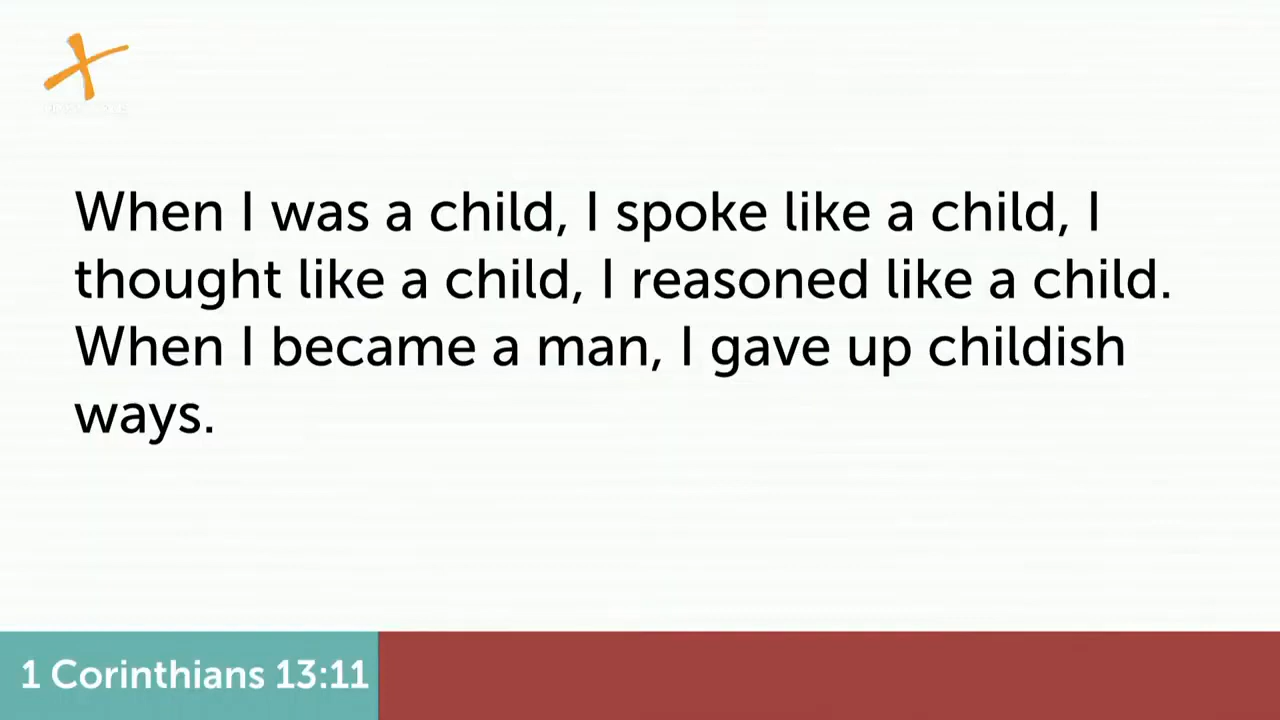 When I was a child, I spoke like a child, I
thought like a child, I reasoned like a child.
When I became a man, I gave up childish
ways.
1 Corinthians 13:11